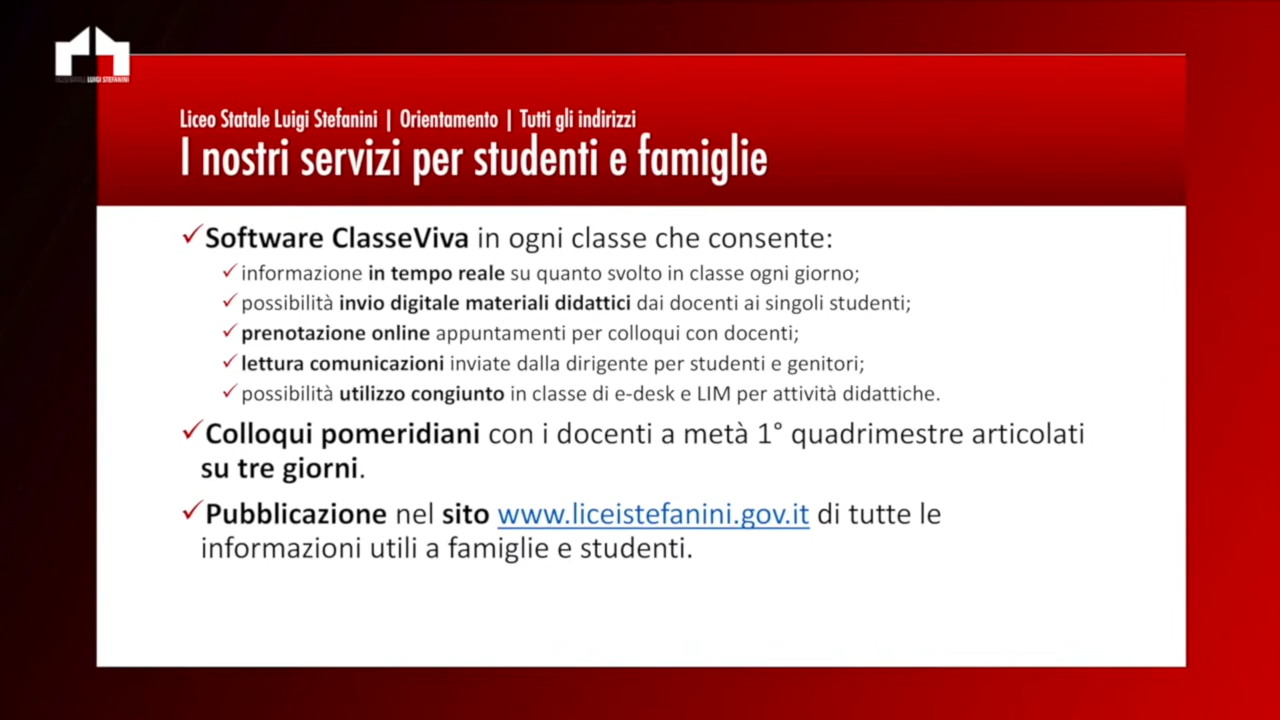 LUIGI STEFANINI
Liceo Statale Luigi Stefanini | Orientamento | Tutti gli indirizzi
I nostri servizi per studenti e famiglie
✓Software ClasseViva in ogni classe che consente:
✓informazione in tempo reale su quanto svolto in classe ogni giorno;
✓possibilità invio digitale materiali didattici dai docenti ai singoli studenti;
✓prenotazione online appuntamenti per colloqui con docenti;
✓lettura comunicazioni inviate dalla dirigente per studenti e genitori;
✓possibilità utilizzo congiunto in classe di e-desk e LIM per attività didattiche.
✓Colloqui pomeridiani con i docenti a metà 1° quadrimestre articolati
su tre giorni.
✓Pubblicazione nel sito www.liceistefanini.gov.it di tutte le
informazioni utili a famiglie e studenti.